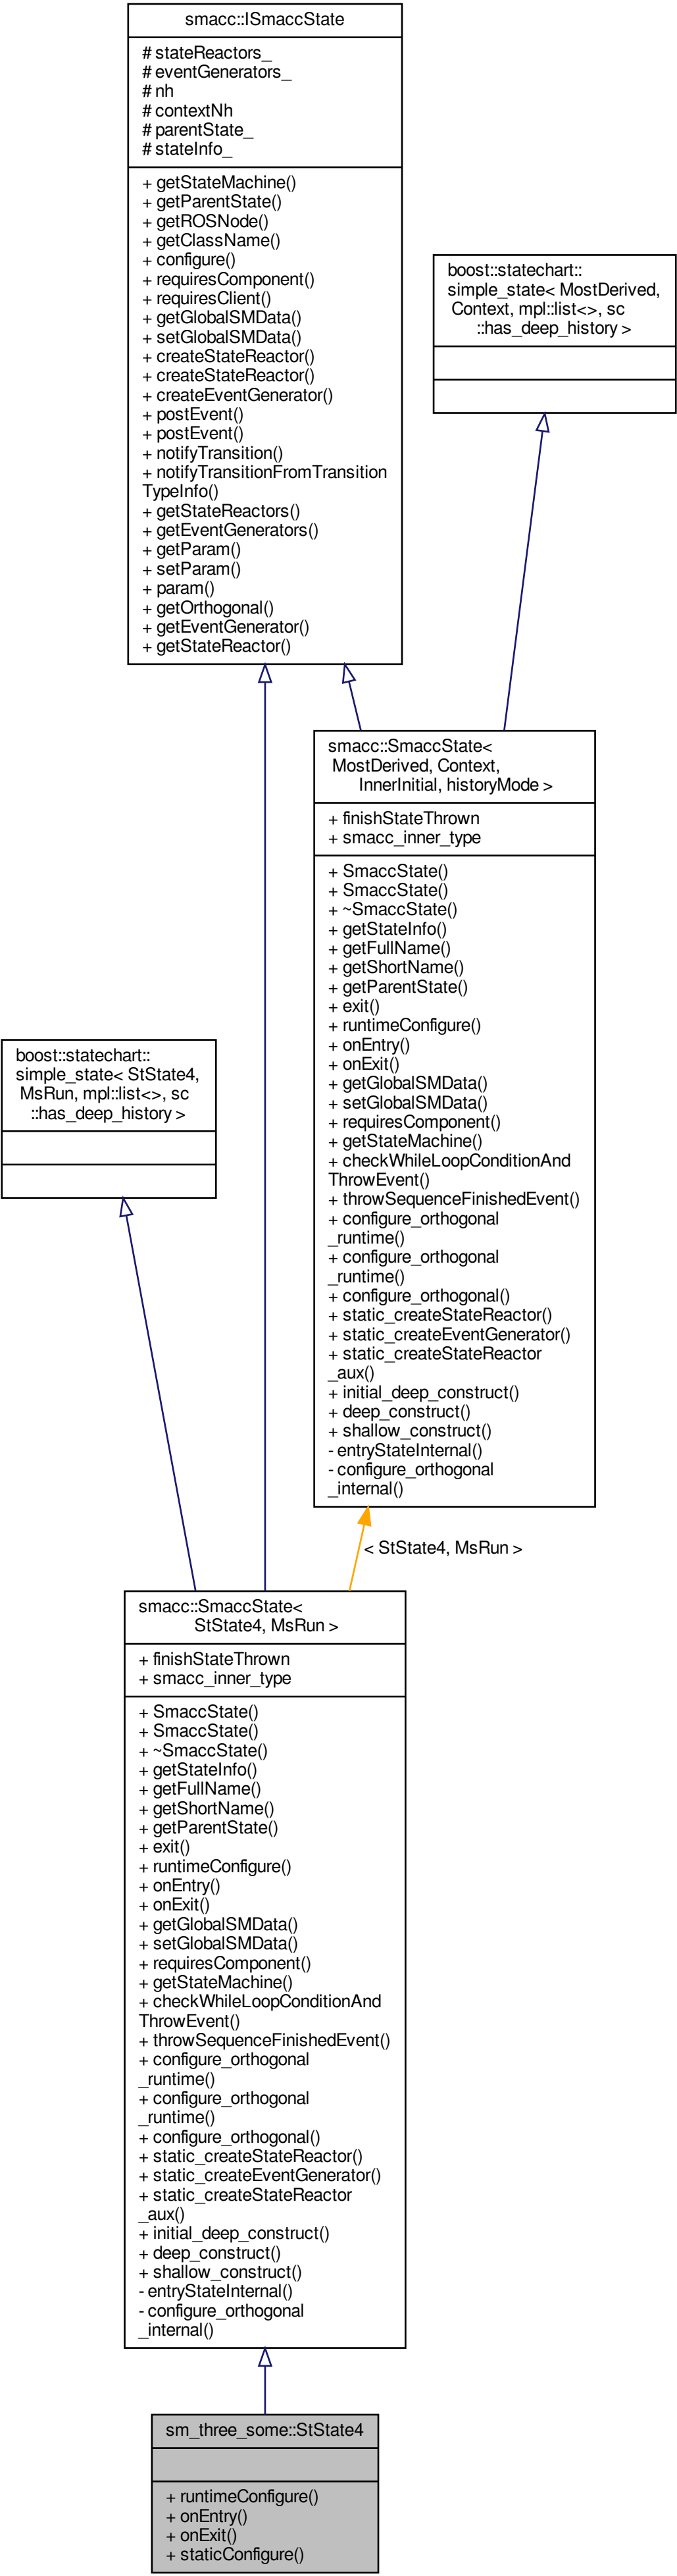 smacc::ISmaccState
# stateReactors_
# eventGenerators_
# nh
# contextNh
# parentState_
# stateInfo_
+ getStateMachine()
+ getParentState()
+ getROSNode()
+ getClassName()
+ configure()
+ requiresComponent()
+ requiresClient()
+ getGlobalSMData()
+ setGlobalSMData()
+ createStateReactor()
+ createStateReactor()
+ createEventGenerator()
+ postEvent()
+ postEvent()
+ notifyTransition()
+ notifyTransitionFromTransition
TypeInfo()
+ getStateReactors()
+ getEventGenerators()
+ getParam()
+ setParam()
+ param()
+ getOrthogonal()
+ getEventGenerator()
+ getStateReactor()
boost::statechart::
simple_state< MostDerived,
Context, mpl::list<>, sc
::has_deep_history >
smacc::SmaccState<
MostDerived, Context,
InnerInitial, historyMode >
+ finishStateThrown
+ smacc_inner_type
+ SmaccState()
+ SmaccState()
+ ~SmaccState()
+ getStateInfo()
+ getFullName()
+ getShortName()
+ getParentState()
+ exit()
+ runtimeConfigure()
+ onEntry()
+ onExit()
+ getGlobalSMData()
+ setGlobalSMData()
+ requiresComponent()
+ getStateMachine()
+ checkWhileLoopConditionAnd
ThrowEvent()
+ throwSequenceFinishedEvent()
+ configure_orthogonal
_runtime()
+ configure_orthogonal
_runtime()
+ configure_orthogonal()
+ static_createStateReactor()
+ static_createEventGenerator()
+ static_createStateReactor
_aux()
+ initial_deep_construct()
+ deep_construct()
+ shallow_construct()
- entryStateInternal()
- configure_orthogonal
_internal()
boost::statechart::
simple_state< StState4,
MsRun, mpl::list<>, sc
::has_deep_history >
< StState4, MsRun >
smacc::SmaccState<
StState4, MsRun >
+ finishStateThrown
+ smacc_inner_type
+ SmaccState()
+ SmaccState()
+ ~SmaccState()
+ getStateInfo()
+ getFullName()
+ getShortName()
+ getParentState()
+ exit()
+ runtimeConfigure()
+ onEntry()
+ onExit()
+ getGlobalSMData()
+ setGlobalSMData()
+ requiresComponent()
+ getStateMachine()
+ checkWhileLoopConditionAnd
ThrowEvent()
+ throwSequenceFinishedEvent()
+ configure_orthogonal
_runtime()
+ configure_orthogonal
_runtime()
+ configure_orthogonal()
+ static_createStateReactor()
+ static_createEventGenerator()
+ static_createStateReactor
_aux()
+ initial_deep_construct()
+ deep_construct()
+ shallow_construct()
- entryStateInternal()
- configure_orthogonal
_internal()
sm_three_some::StState4
+ runtimeConfigure()
+ onEntry()
+ onExit()
+ staticConfigure()